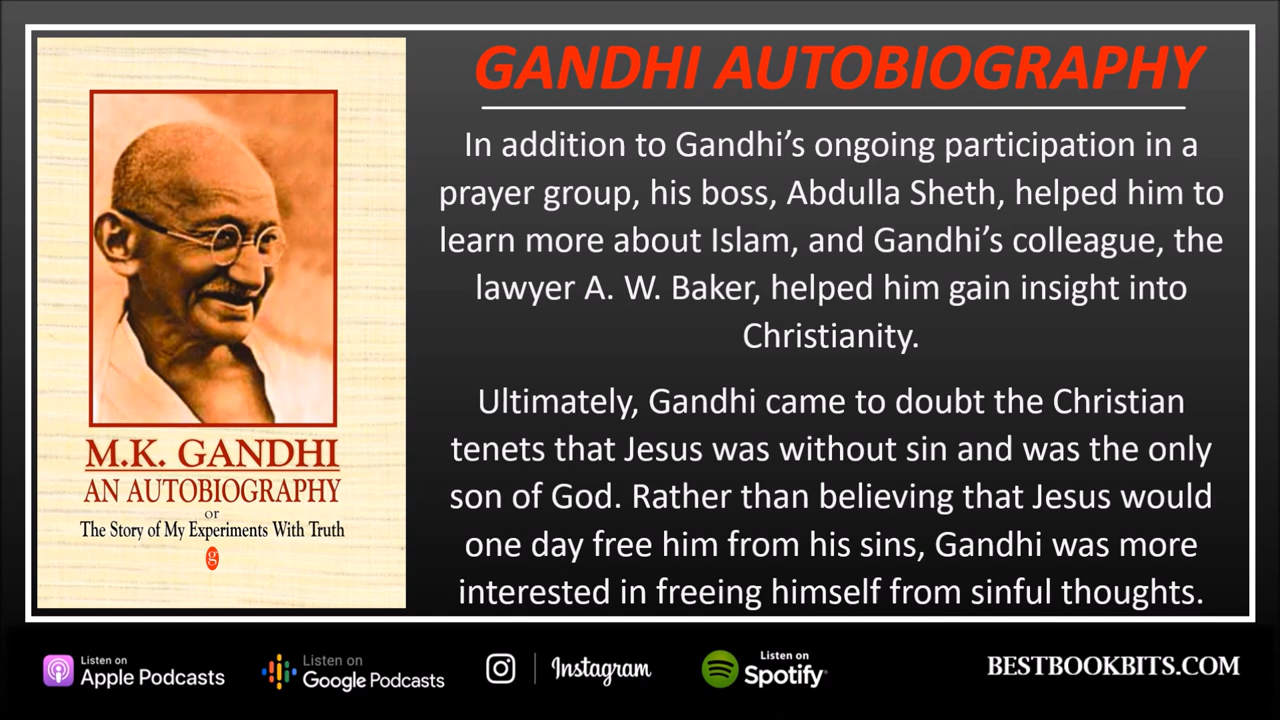 GANDHI AUTOBIOGRAPHY
In addition to Gandhi’s ongoing participation in a
prayer group, his boss, Abdulla Sheth, helped him to
learn more about Islam, and Gandhi’s colleague, the
lawyer A. W. Baker, helped him gain insight into
Christianity.
Ultimately, Gandhi came to doubt the Christian
tenets that Jesus was without sin and was the only
son of God. Rather than believing that Jesus would
one day free him from his sins, Gandhi was more
interested in freeing himself from sinful thoughts.
M.K. GANDHI
AN AUTOBIOGRAPHY
or
The Story of My Experiments With Truth
g
Listen on
Apple Podcasts
Listen on
Google Podcasts
Instagram
Listen on
Spotify
BESTBOOKBITS.COM